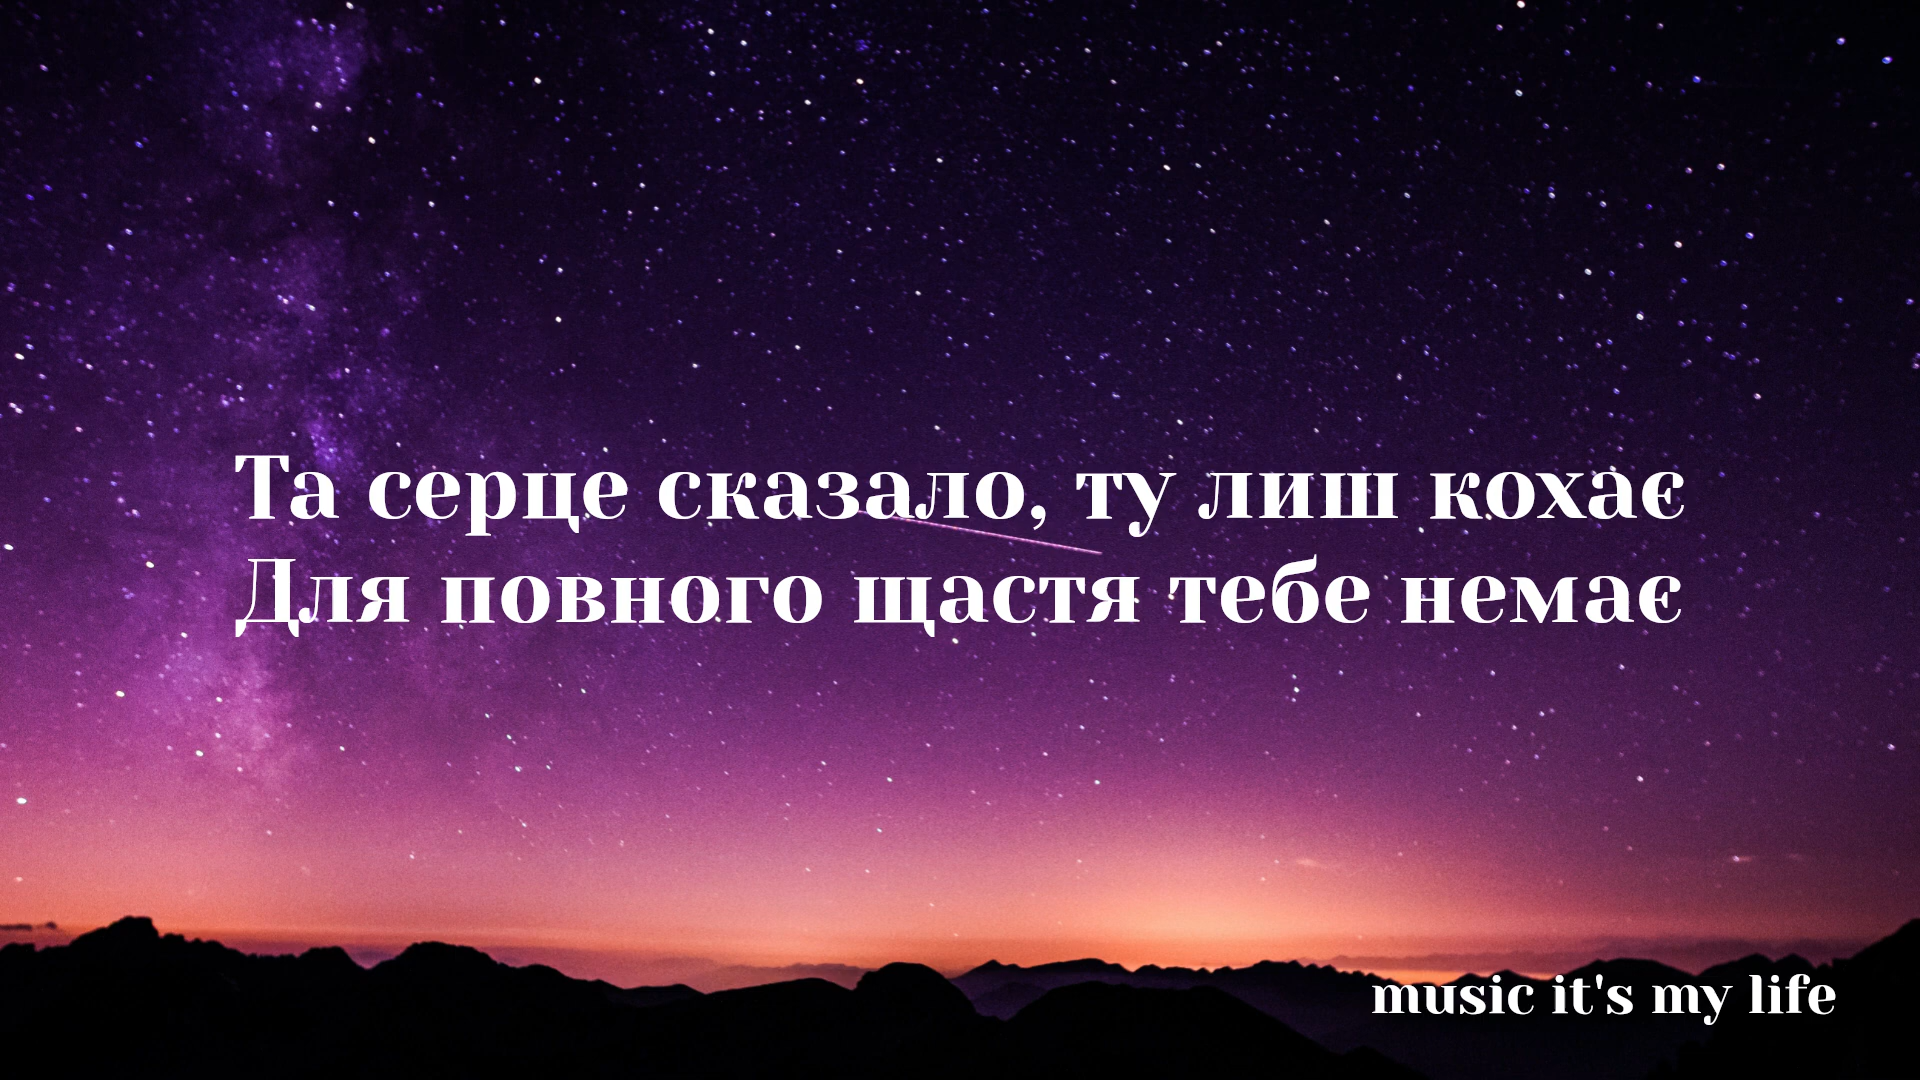 Та серце сказало, ту лиш кохає
Для повного щастя тебе немає
music it's my life